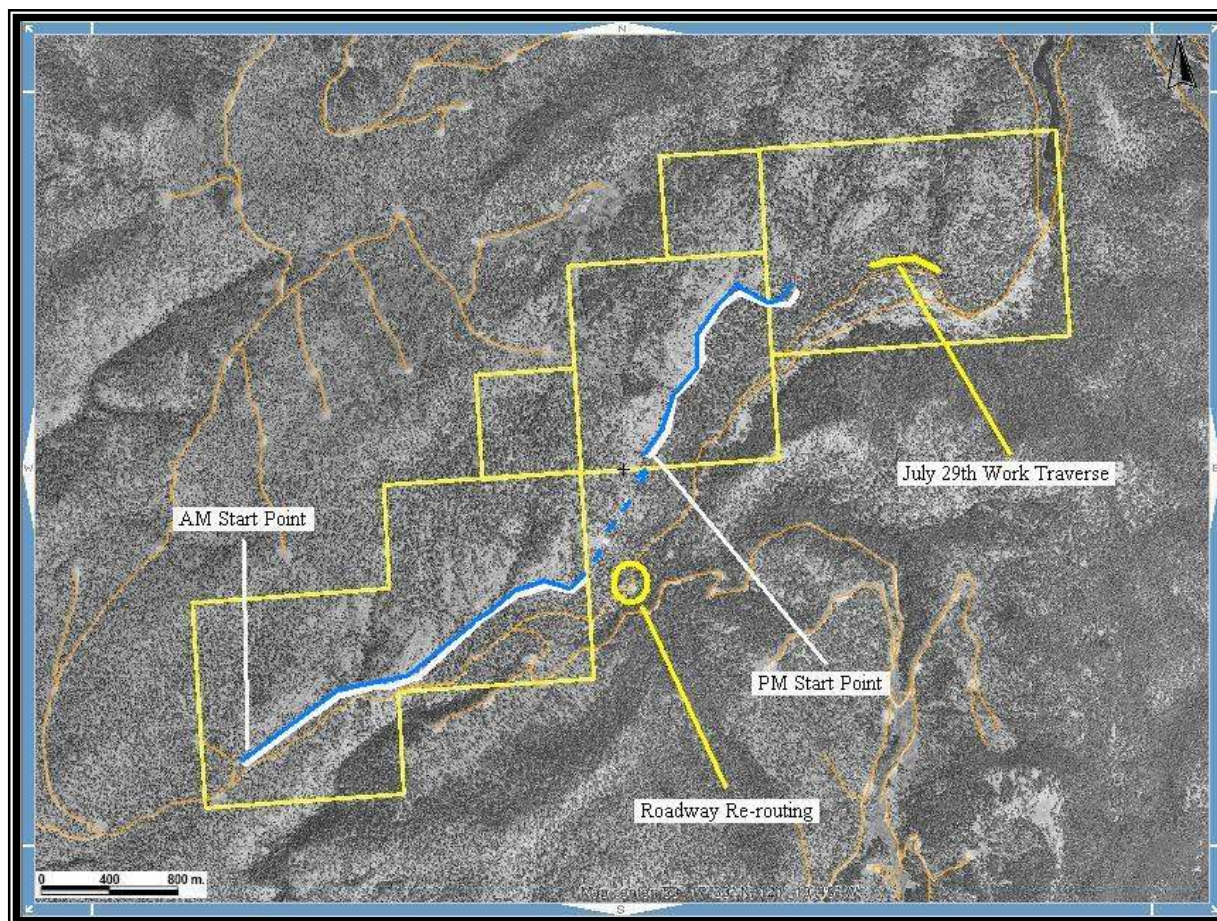 N
W
E
AM Start Point
July 29th Work Traverse
PM Start Point
Roadway Re-routing
0 400 800 m.
S